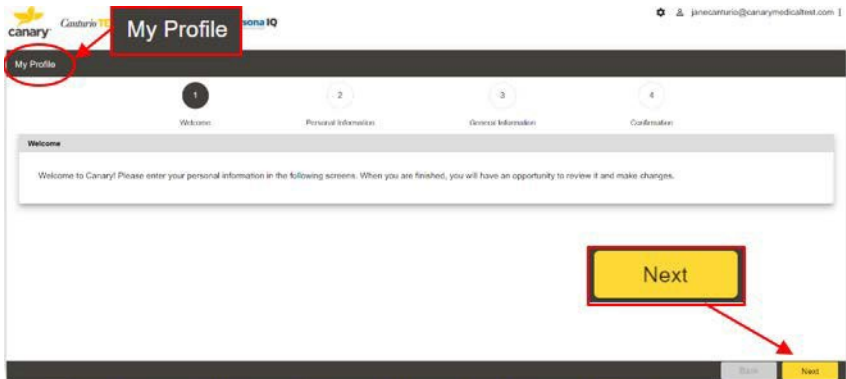 canary
Canturio TE
My Profile
sona IQ
janecanturio@canarymedicaltest.com
My Profile
1
2
3
4
Welcome
Personal Information
General Information
Confirmation
Welcome
Welcome to Canary! Please enter your personal information in the following screens. When you are finished, you will have an opportunity to review it and make changes.
Next
Back
Next